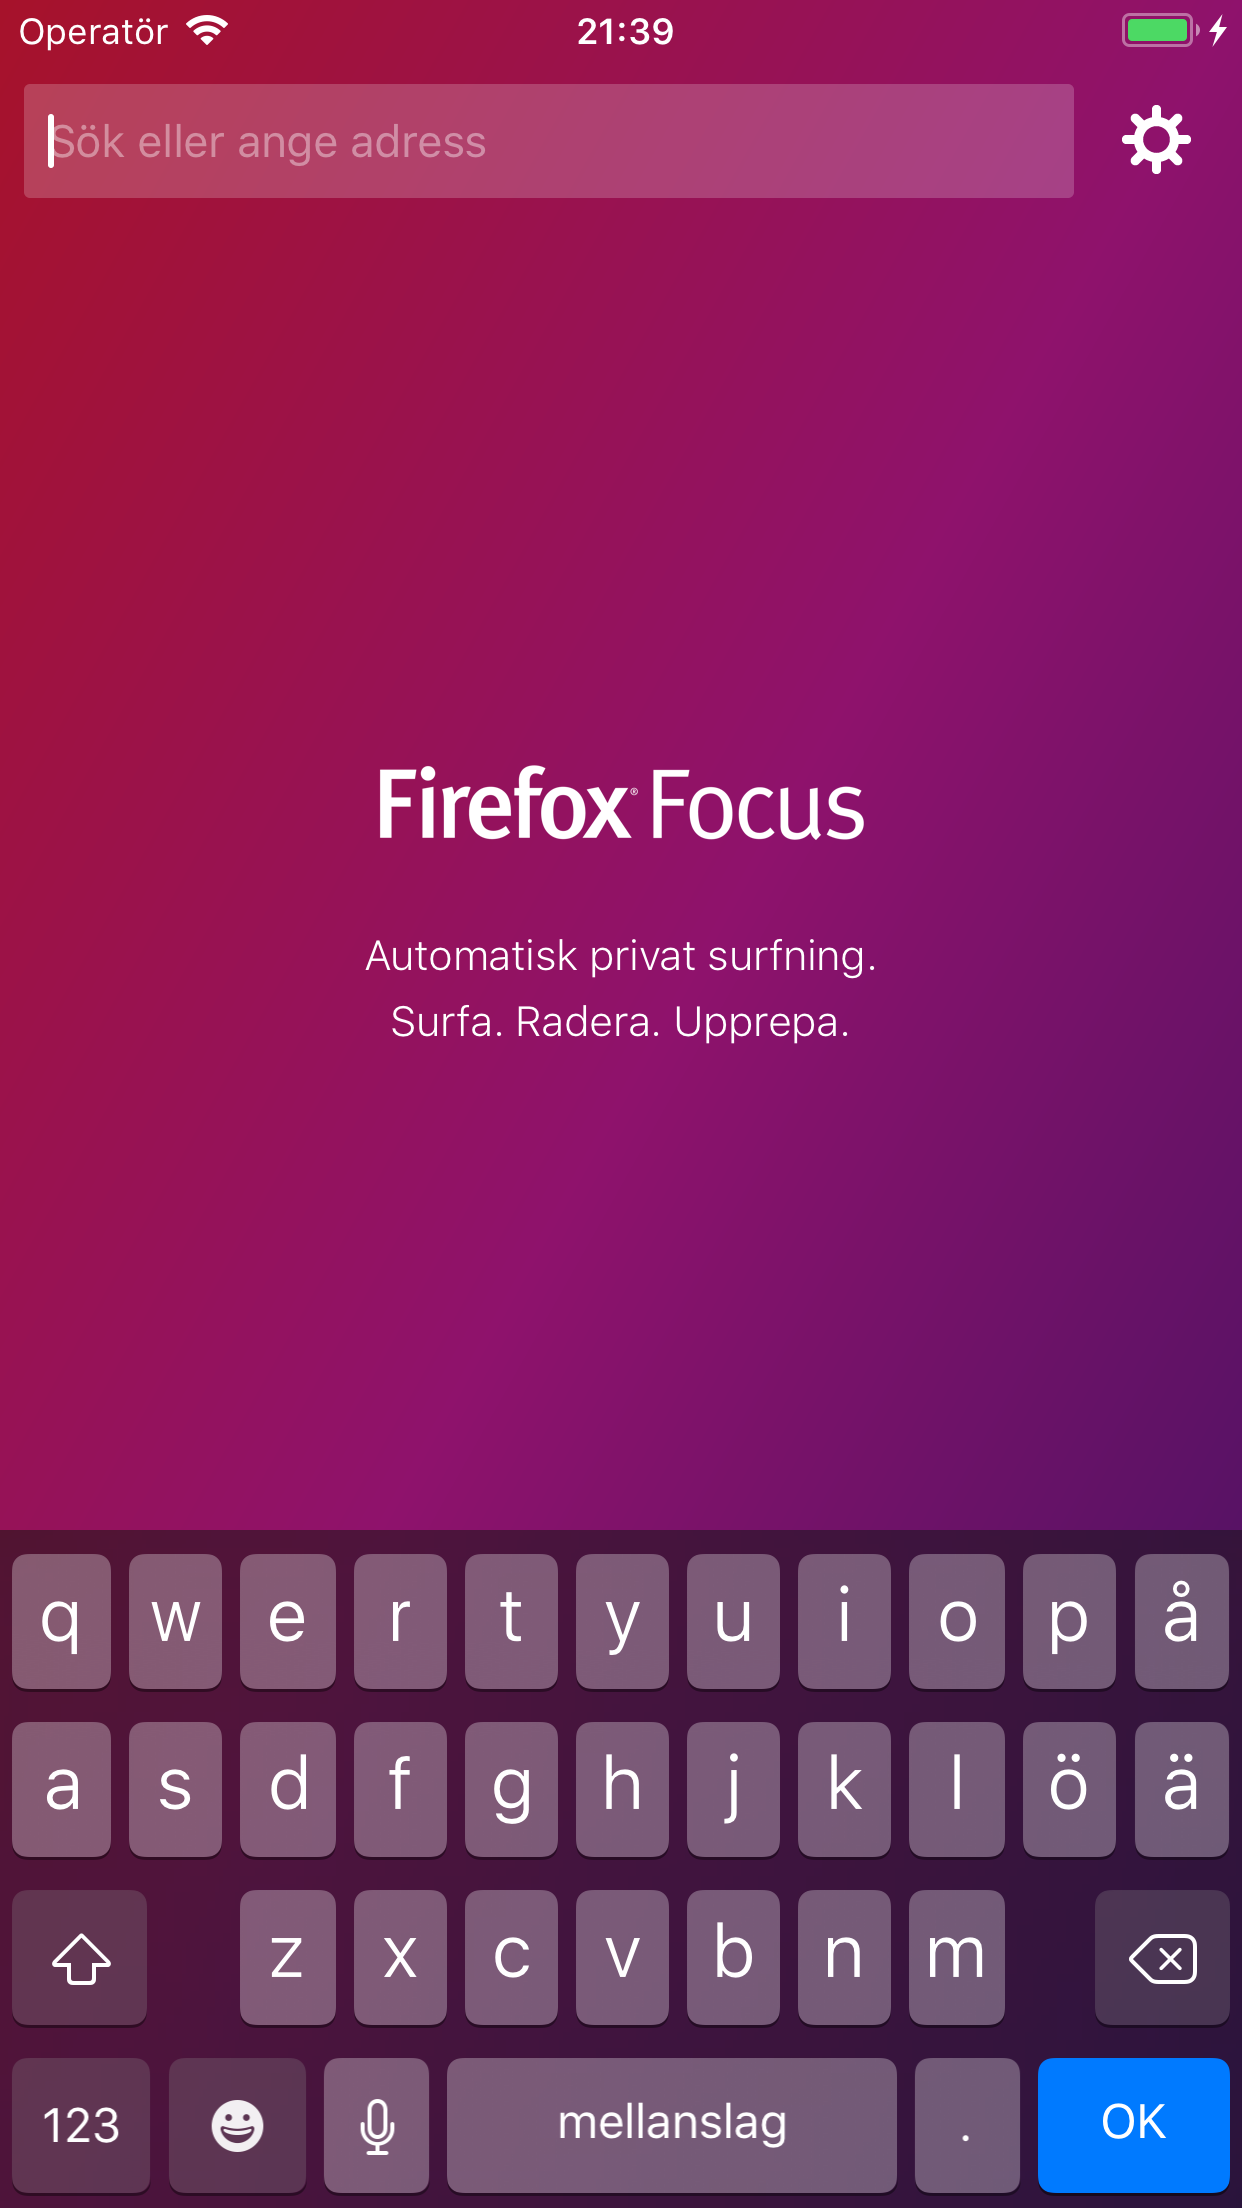 Operatör 21:39
Sök eller ange adress
Firefox® Focus
Automatisk privat surfning.
Surfa. Radera. Upprepa.
q w e r t y u i o p å
a s d f g h j k l ö ä
z x c v b n m
123 mellanslag . OK